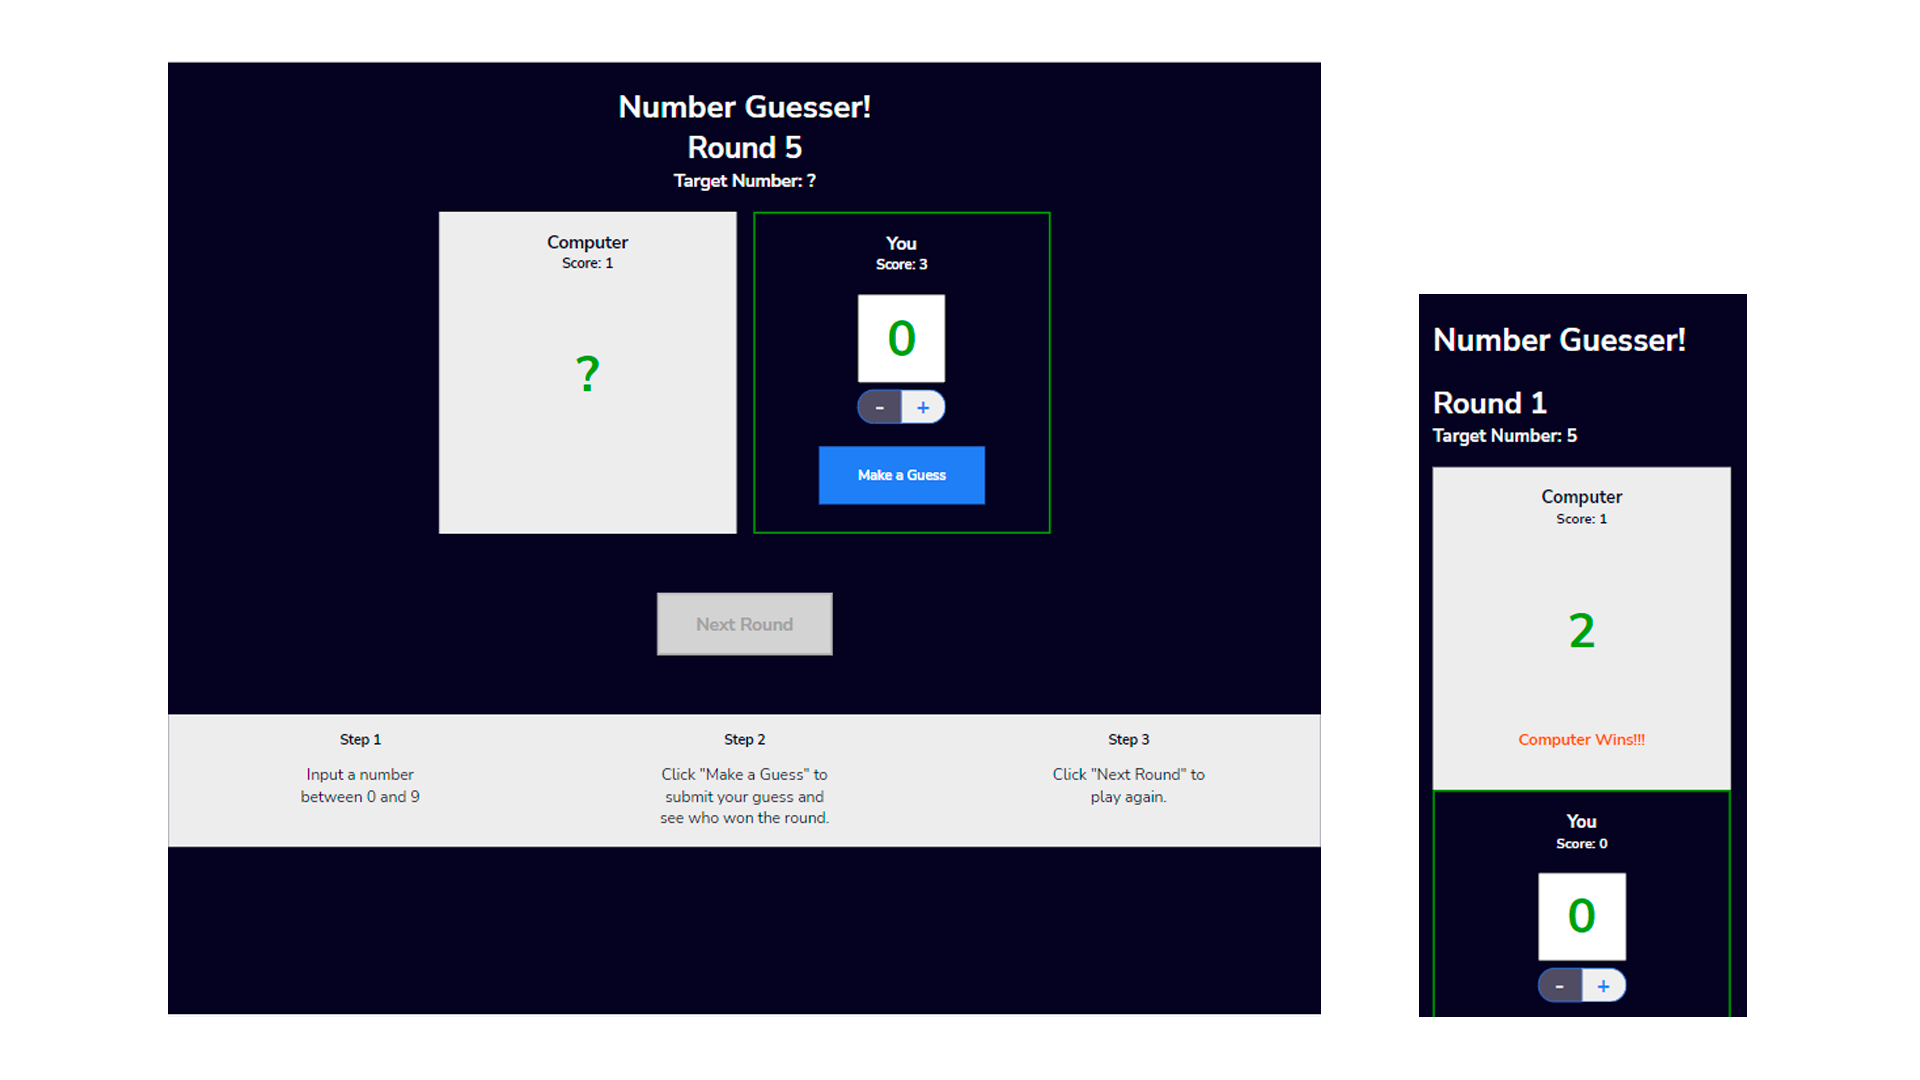 Number Guesser!
Round 5
Target Number: ?
Computer
Score: 1
?
You
Score: 3
0
- +
Make a Guess
Next Round
Step 1
Input a number
between 0 and 9
Step 2
Click "Make a Guess" to
submit your guess and
see who won the round.
Step 3
Click "Next Round" to
play again.
Number Guesser!
Round 1
Target Number: 5
Computer
Score: 1
2
Computer Wins!!!
You
Score: 0
0
- +